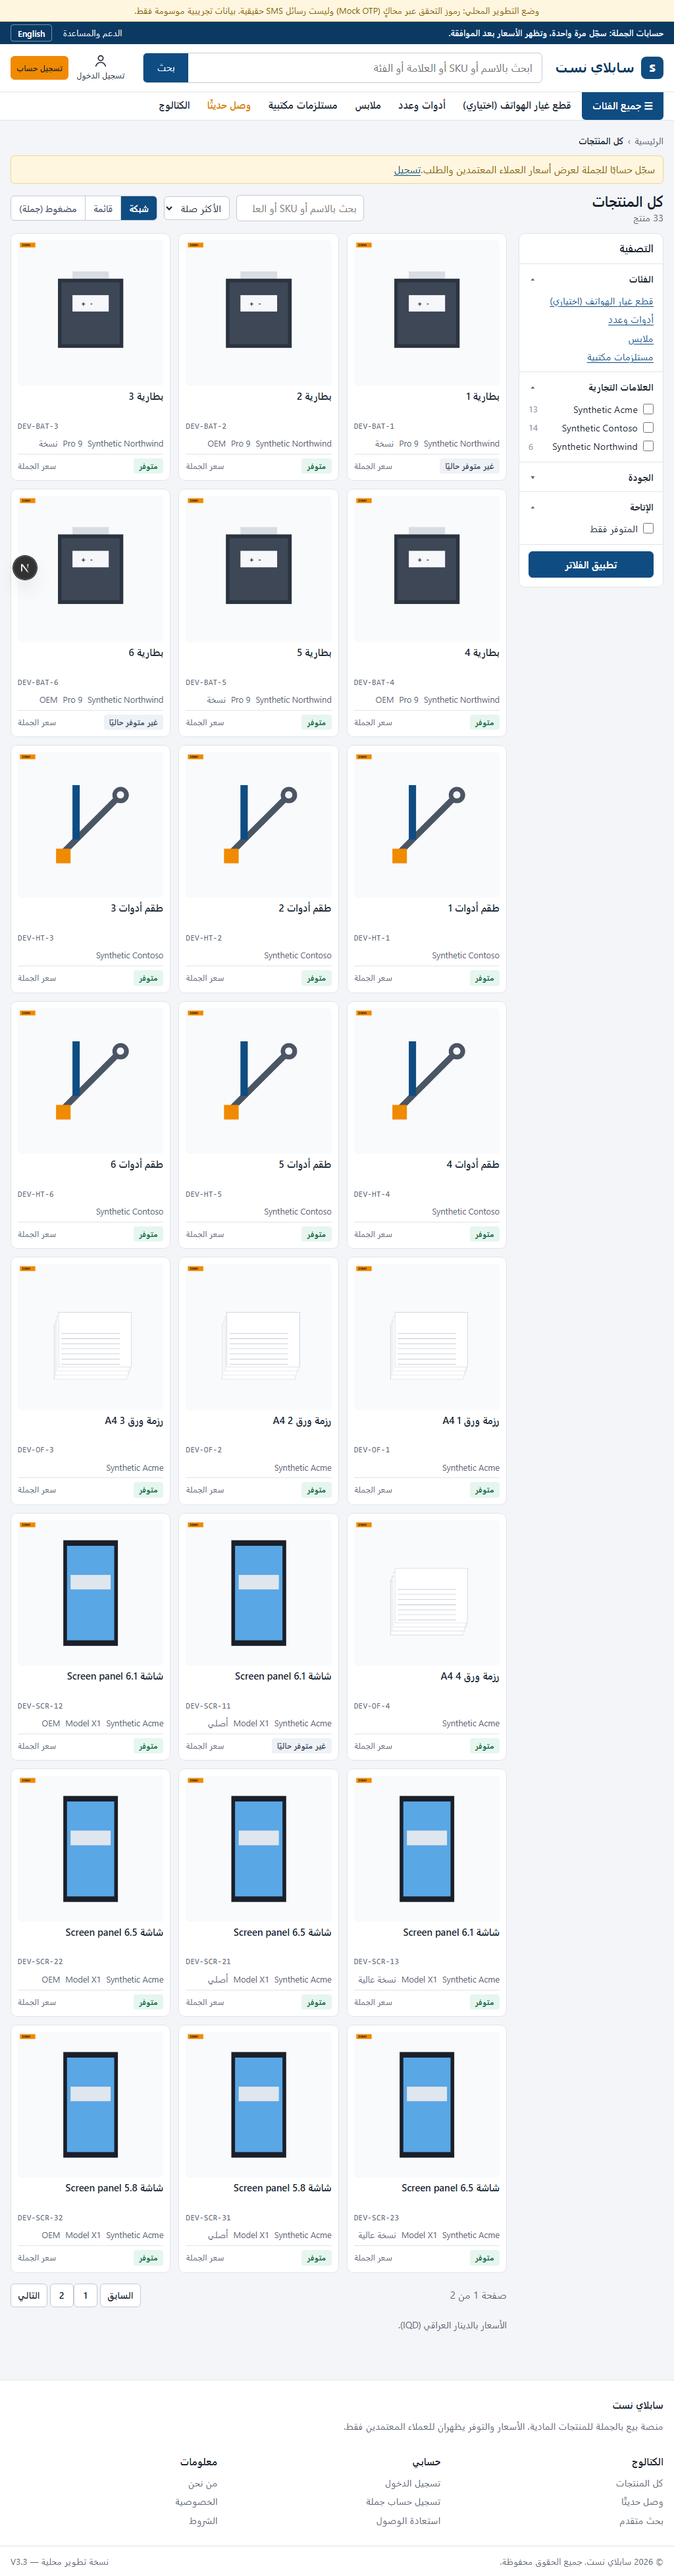 وضع التطوير المحلي: رموز التحقق عبر محاكٍ (Mock OTP) وليست رسائل SMS حقيقية. بيانات تجريبية موسومة فقط.
حسابات الجملة: سجّل مرة واحدة، وتظهر الأسعار بعد الموافقة.
الدعم والمساعدة
English
S سابلاي نست
ابحث بالاسم أو SKU أو العلامة أو الفئة
بحث
تسجيل الدخول
تسجيل حساب
☰ جميع الفئات
قطع غيار الهواتف (اختياري)
أدوات وعدد
ملابس
مستلزمات مكتبية
وصل حديثًا
الكتالوج
الرئيسية › كل المنتجات
سجّل حسابًا للجملة لعرض أسعار العملاء المعتمدين والطلب.تسجيل
كل المنتجات
33 منتج
بحث بالاسم أو SKU أو العلا
الأكثر صلة
شبكة
قائمة
مضغوط (جملة)
التصفية
الفئات
قطع غيار الهواتف (اختياري)
أدوات وعدد
ملابس
مستلزمات مكتبية
العلامات التجارية
Synthetic Acme 13
Synthetic Contoso 14
Synthetic Northwind 6
الجودة
الإتاحة
المتوفر فقط
تطبيق الفلاتر
بطارية 1
DEV-BAT-1
Synthetic Northwind Pro 9 نسخة
غير متوفر حاليًا سعر الجملة
بطارية 2
DEV-BAT-2
Synthetic Northwind Pro 9 OEM
متوفر سعر الجملة
بطارية 3
DEV-BAT-3
Synthetic Northwind Pro 9 نسخة
متوفر سعر الجملة
بطارية 4
DEV-BAT-4
Synthetic Northwind Pro 9 OEM
متوفر سعر الجملة
بطارية 5
DEV-BAT-5
Synthetic Northwind Pro 9 نسخة
متوفر سعر الجملة
بطارية 6
DEV-BAT-6
Synthetic Northwind Pro 9 OEM
غير متوفر حاليًا سعر الجملة
N
طقم أدوات 1
DEV-HT-1
Synthetic Contoso
متوفر سعر الجملة
طقم أدوات 2
DEV-HT-2
Synthetic Contoso
متوفر سعر الجملة
طقم أدوات 3
DEV-HT-3
Synthetic Contoso
متوفر سعر الجملة
طقم أدوات 4
DEV-HT-4
Synthetic Contoso
متوفر سعر الجملة
طقم أدوات 5
DEV-HT-5
Synthetic Contoso
متوفر سعر الجملة
طقم أدوات 6
DEV-HT-6
Synthetic Contoso
متوفر سعر الجملة
رزمة ورق A4 1
DEV-OF-1
Synthetic Acme
متوفر سعر الجملة
رزمة ورق A4 2
DEV-OF-2
Synthetic Acme
متوفر سعر الجملة
رزمة ورق A4 3
DEV-OF-3
Synthetic Acme
متوفر سعر الجملة
رزمة ورق A4 4
DEV-OF-4
Synthetic Acme
متوفر سعر الجملة
شاشة Screen panel 6.1
DEV-SCR-11
Synthetic Acme Model X1 أصلي
غير متوفر حاليًا سعر الجملة
شاشة Screen panel 6.1
DEV-SCR-12
Synthetic Acme Model X1 OEM
متوفر سعر الجملة
شاشة Screen panel 6.1
DEV-SCR-13
Synthetic Acme Model X1 نسخة عالية
متوفر سعر الجملة
شاشة Screen panel 6.5
DEV-SCR-21
Synthetic Acme Model X1 أصلي
متوفر سعر الجملة
شاشة Screen panel 6.5
DEV-SCR-22
Synthetic Acme Model X1 OEM
متوفر سعر الجملة
شاشة Screen panel 6.5
DEV-SCR-23
Synthetic Acme Model X1 نسخة عالية
متوفر سعر الجملة
شاشة Screen panel 5.8
DEV-SCR-31
Synthetic Acme Model X1 أصلي
متوفر سعر الجملة
شاشة Screen panel 5.8
DEV-SCR-32
Synthetic Acme Model X1 OEM
متوفر سعر الجملة
صفحة 1 من 2
السابق 1 2 التالي
الأسعار بالدينار العراقي (IQD).
سابلاي نست
منصة بيع بالجملة للمنتجات المادية. الأسعار والتوفر يظهران للعملاء المعتمدين فقط.
الكتالوج
كل المنتجات
وصل حديثًا
بحث متقدم
حسابي
تسجيل الدخول
تسجيل حساب جملة
استعادة الوصول
معلومات
من نحن
الخصوصية
الشروط
© 2026 سابلاي نست. جميع الحقوق محفوظة.
نسخة تطوير محلية — V3.3